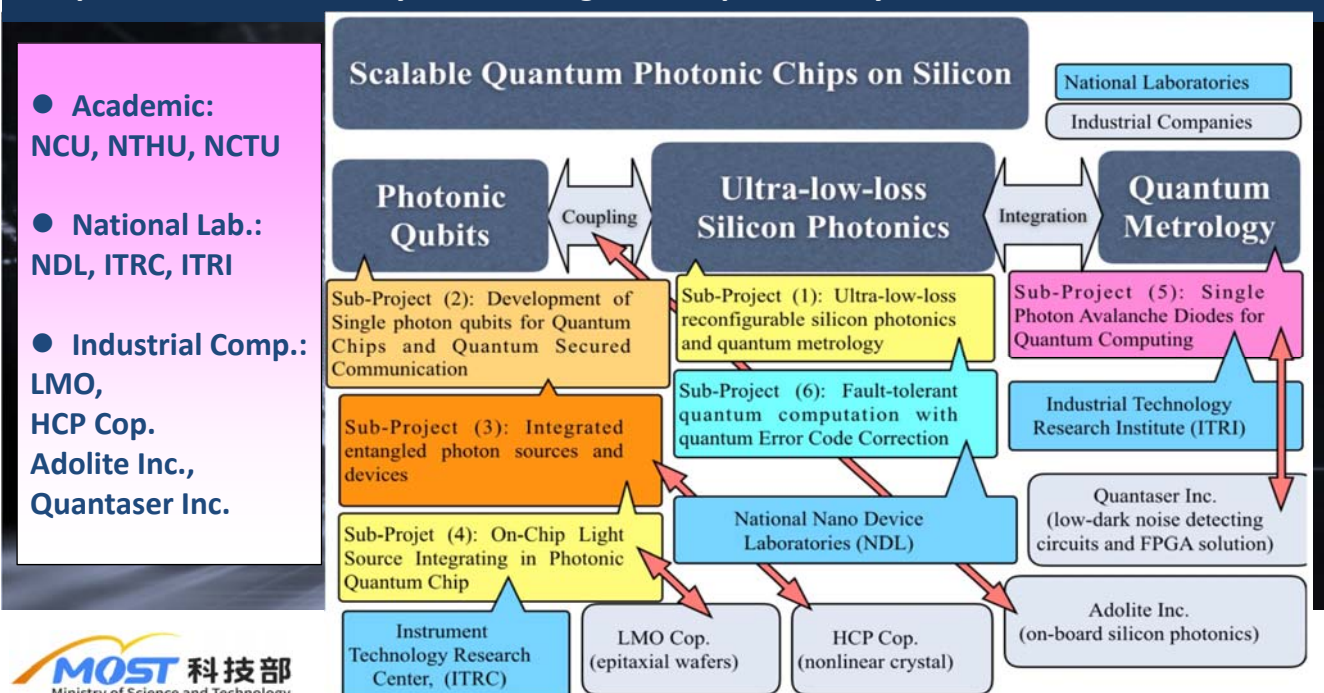 ● Academic:
NCU, NTHU, NCTU
● National Lab.:
NDL, ITRC, ITRI
● Industrial Comp.:
LMO,
HCP Cop.
Adolite Inc.,
Quantaser Inc.
Scalable Quantum Photonic Chips on Silicon
National Laboratories
Industrial Companies
Photonic
Qubits
Coupling
Ultra-low-loss
Silicon Photonics
Integration
Quantum
Metrology
Sub-Project (2): Development of
Single photon qubits for Quantum
Chips and Quantum Secured
Communication
Sub-Project (1): Ultra-low-loss
reconfigurable silicon photonics
and quantum metrology
Sub-Project (5): Single
Photon Avalanche Diodes for
Quantum Computing
Sub-Project (3): Integrated
entangled photon sources and
devices
Sub-Project (6): Fault-tolerant
quantum computation with
quantum Error Code Correction
Industrial Technology
Research Institute (ITRI)
Sub-Projet (4): On-Chip Light
Source Integrating in Photonic
Quantum Chip
National Nano Device
Laboratories (NDL)
Quantaser Inc.
(low-dark noise detecting
circuits and FPGA solution)
Instrument
Technology Research
Center, (ITRC)
LMO Cop.
(epitaxial wafers)
HCP Cop.
(nonlinear crystal)
Adolite Inc.
(on-board silicon photonics)
MOST 科技部
Ministry of Science and Technology